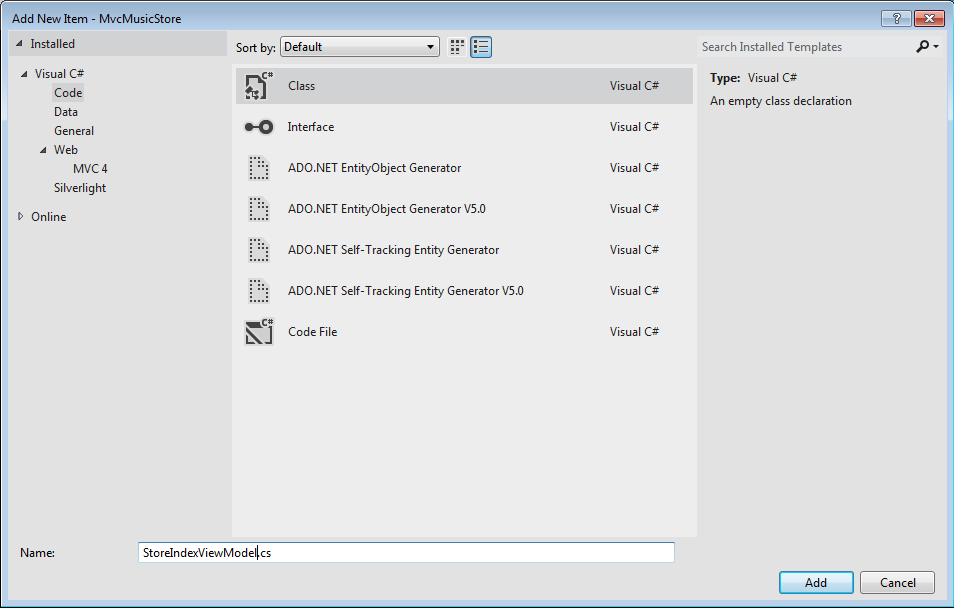 Add New Item - MvcMusicStore
Installed
Sort by: Default
Search Installed Templates
Visual C#
Code
Data
General
Web
MVC 4
Silverlight
Online
C# Class Visual C#
Interface Visual C#
ADO.NET EntityObject Generator Visual C#
ADO.NET EntityObject Generator V5.0 Visual C#
ADO.NET Self-Tracking Entity Generator Visual C#
ADO.NET Self-Tracking Entity Generator V5.0 Visual C#
C# Code File Visual C#
Type: Visual C#
An empty class declaration
Name: StoreIndexViewModel.cs
Add Cancel